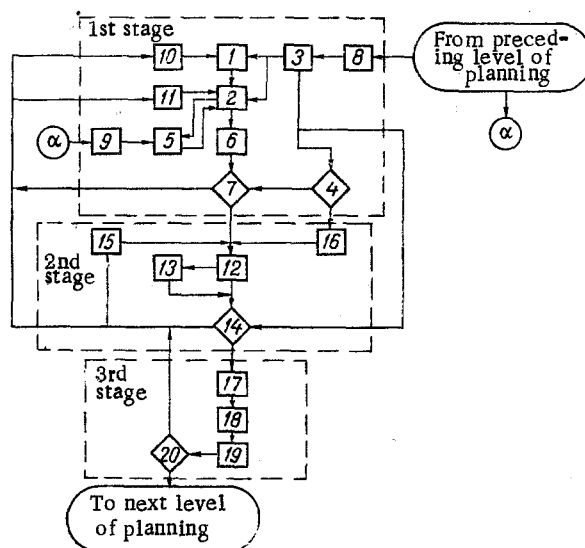 1st stage
10
1
3
8
From preced-
ing level of
planning
11
2
α
9
5
6
α
7
4
15
16
2nd
stage
13
12
14
3rd
stage
17
18
20
19
To next level
of planning